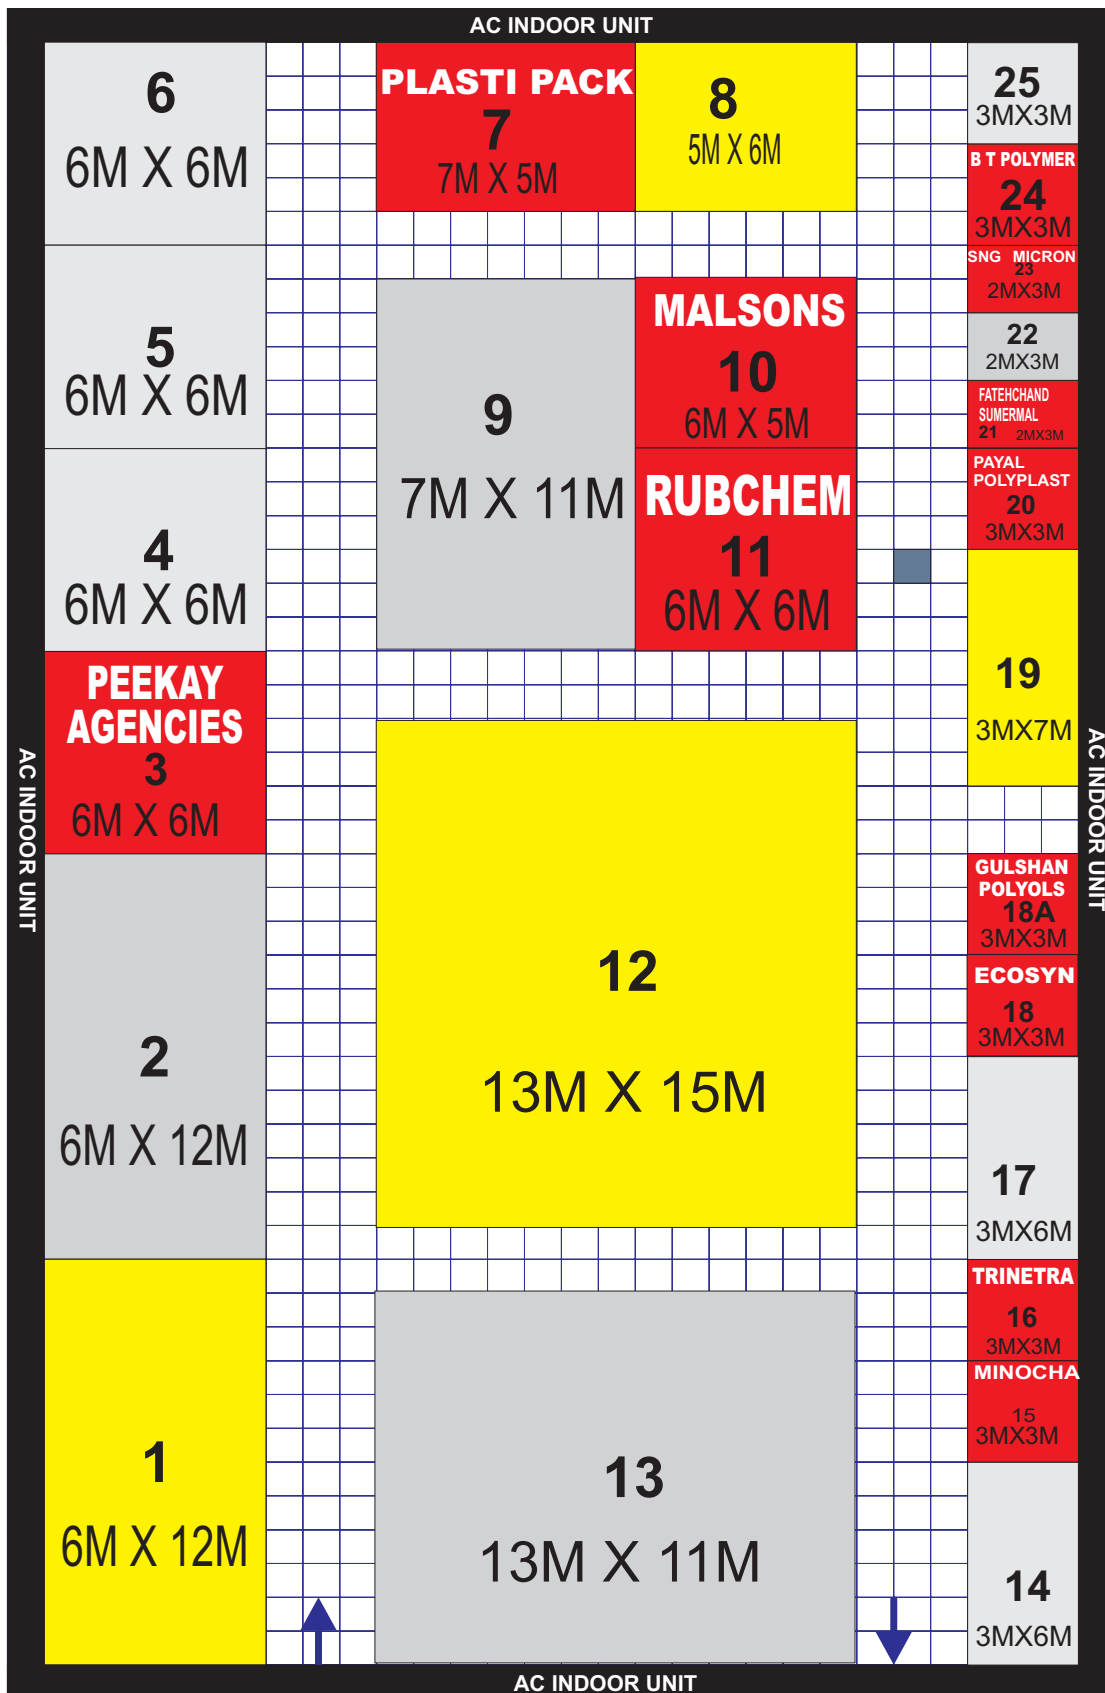 AC INDOOR UNIT
6
6M X 6M
PLASTI PACK
7
7M X 5M
8
5M X 6M
25
3MX3M
B T POLYMER
24
3MX3M
SNG MICRON
23
2MX3M
5
6M X 6M
9
7M X 11M
MALSONS
10
6M X 5M
22
2MX3M
FATEHCHAND
SUMERMAL
21 2MX3M
4
6M X 6M
RUBCHEM
11
6M X 6M
PAYAL
POLYPLAST
20
3MX3M
PEEKAY
AGENCIES
3
6M X 6M
19
3MX7M
AC INDOOR UNIT
AC INDOOR UNIT
2
6M X 12M
12
13M X 15M
GULSHAN
POLYOLS
18A
3MX3M
ECOSYN
18
3MX3M
17
3MX6M
1
6M X 12M
13
13M X 11M
TRINETRA
16
3MX3M
MINOCHA
15
3MX3M
14
3MX6M
AC INDOOR UNIT